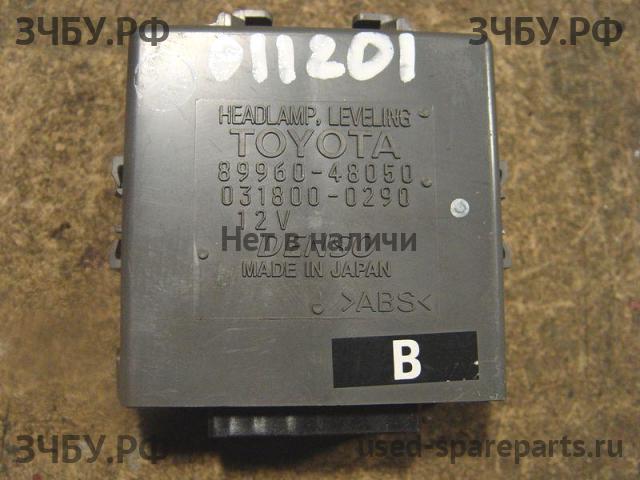 ЗЧБУ.РФ
ЗЧБУ.РФ
011201
HEADLAMP, LEVELING
TOYOTA
89960-48050
031800-0290
12V
Нет в наличии
DENSO
MADE IN JAPAN
>ABS<
B
ЗЧБУ.РФ
used-spareparts.ru